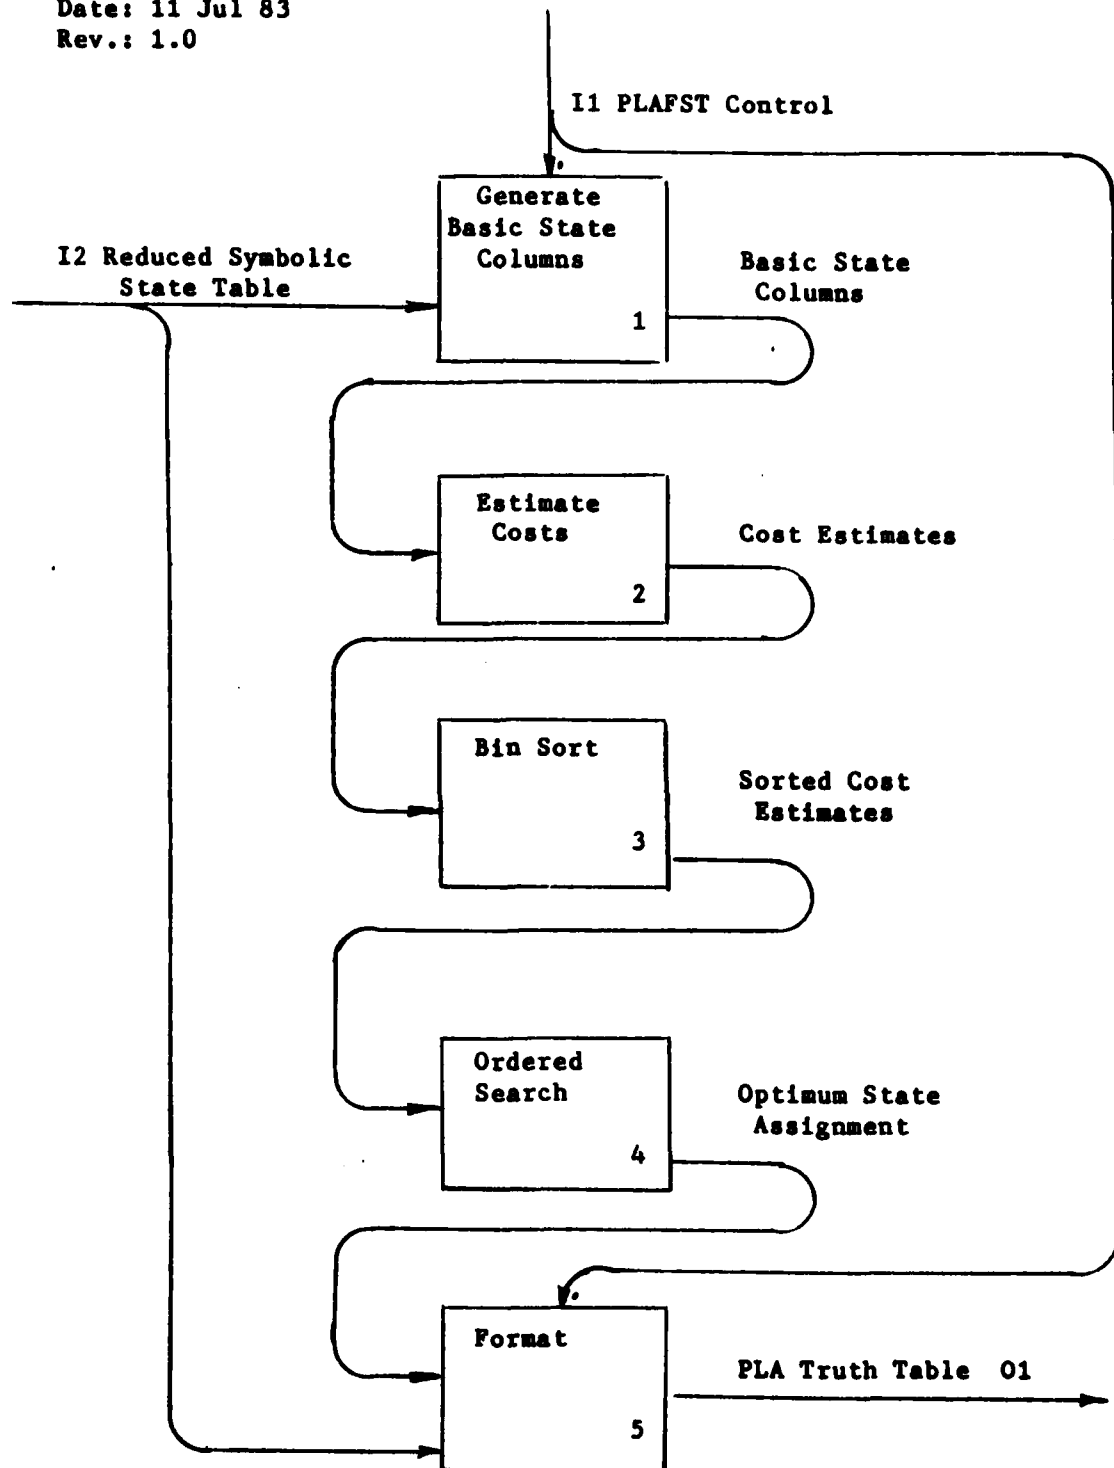 Date: 11 Jul 83
Rev.: 1.0
I1 PLAFST Control
Generate
Basic State
Columns
1
I2 Reduced Symbolic
State Table
Basic State
Columns
Estimate
Costs
2
Cost Estimates
Bin Sort
3
Sorted Cost
Estimates
Ordered
Search
4
Optimum State
Assignment
Format
5
PLA Truth Table O1